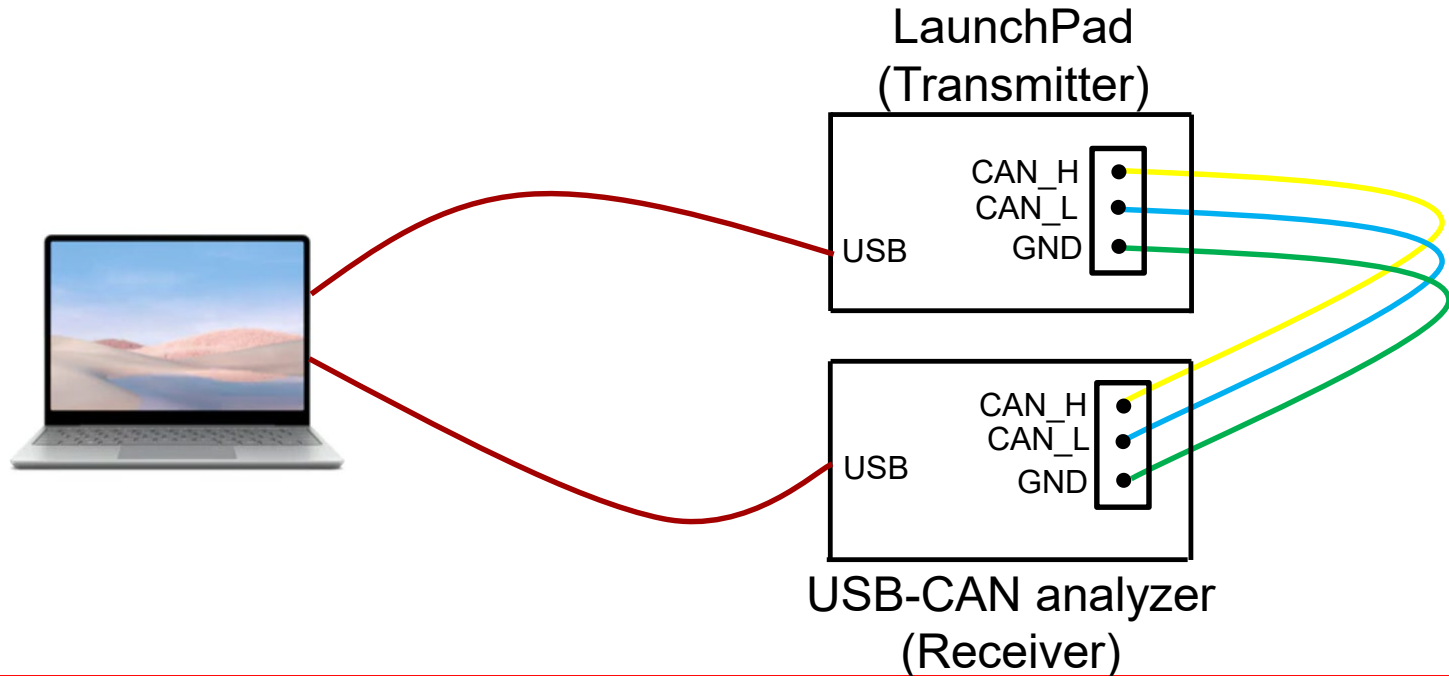 LaunchPad
(Transmitter)
CAN_H
CAN_L
GND
USB
CAN_H
CAN_L
GND
USB
USB-CAN analyzer
(Receiver)